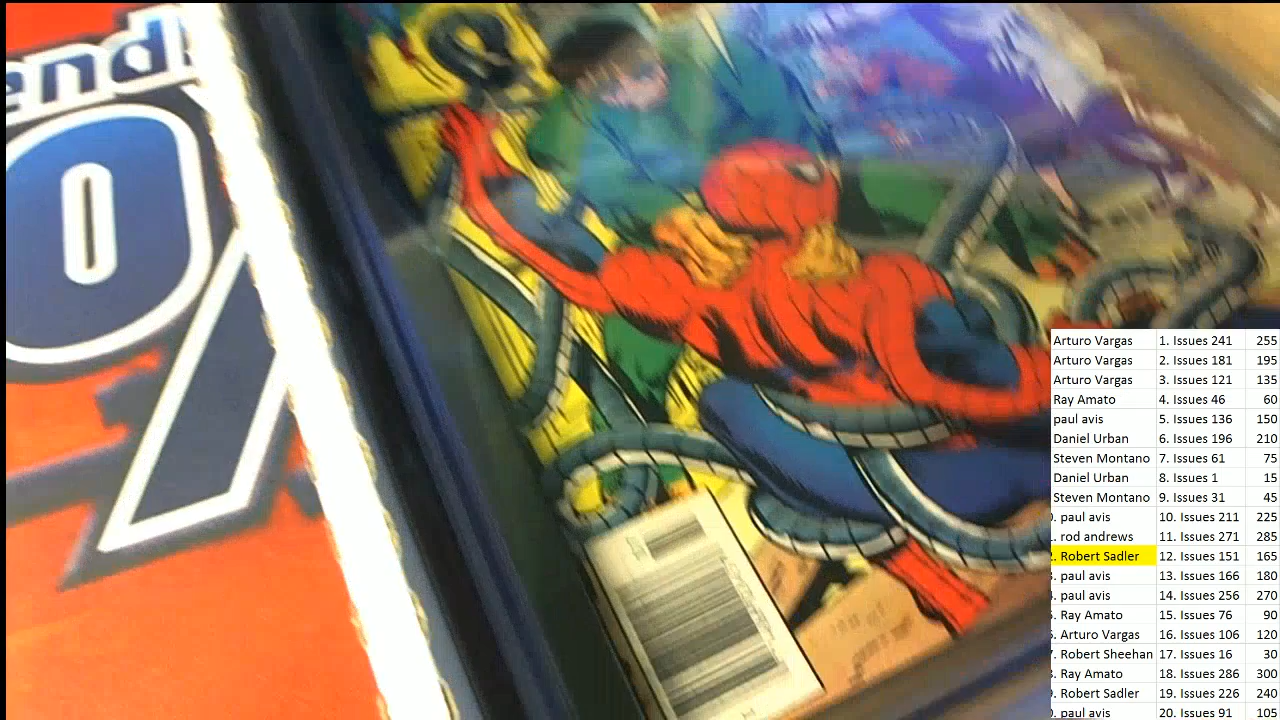 end
0/
Arturo Vargas 1. Issues 241 255
Arturo Vargas 2. Issues 181 195
Arturo Vargas 3. Issues 121 135
Ray Amato 4. Issues 46 60
paul avis 5. Issues 136 150
Daniel Urban 6. Issues 196 210
Steven Montano 7. Issues 61 75
Daniel Urban 8. Issues 1 15
Steven Montano 9. Issues 31 45
. paul avis 10. Issues 211 225
. rod andrews 11. Issues 271 285
. Robert Sadler 12. Issues 151 165
. paul avis 13. Issues 166 180
. paul avis 14. Issues 256 270
. Ray Amato 15. Issues 76 90
. Arturo Vargas 16. Issues 106 120
. Robert Sheehan 17. Issues 16 30
. Ray Amato 18. Issues 286 300
. Robert Sadler 19. Issues 226 240
. paul avis 20. Issues 91 105